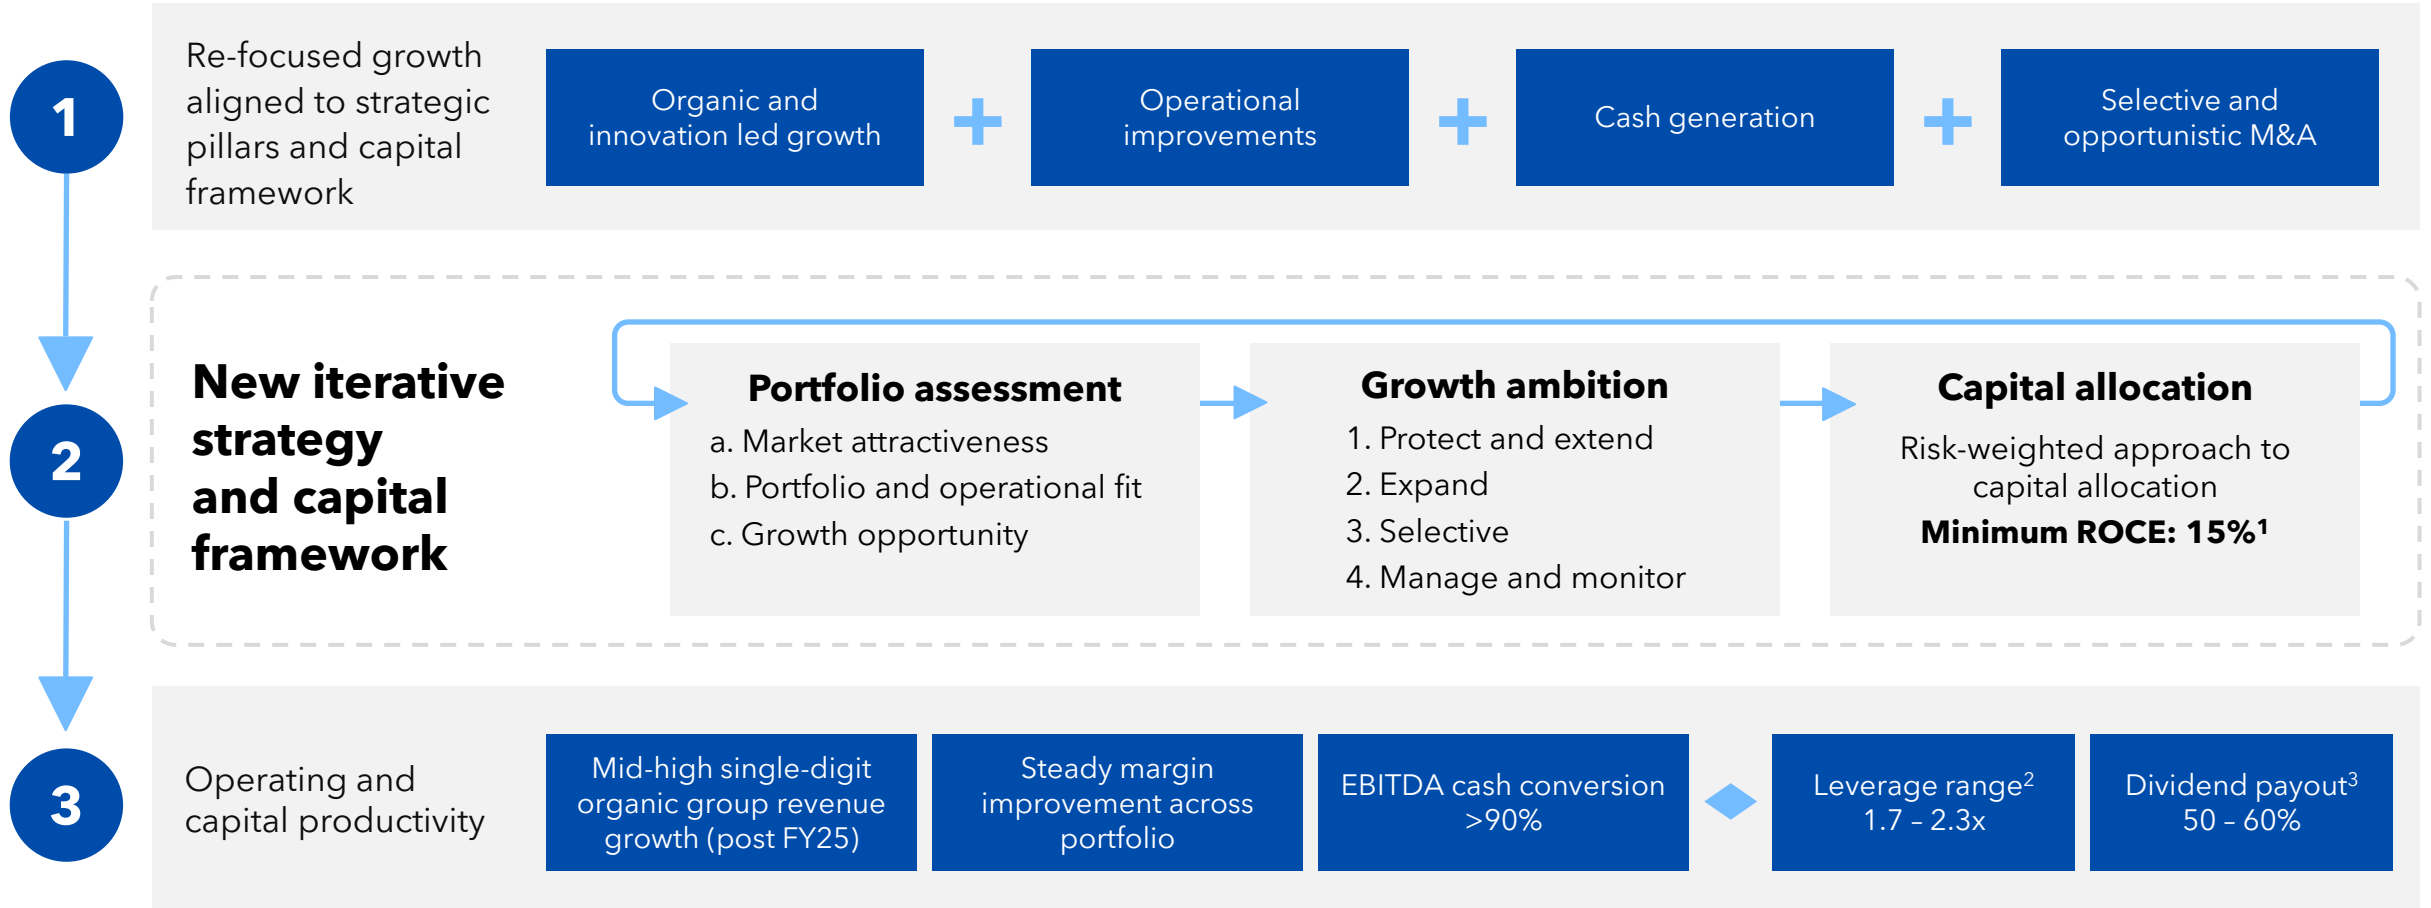 1
Re-focused growth
aligned to strategic
pillars and capital
framework
Organic and
innovation led growth
Operational
improvements
Cash generation
Selective and
opportunistic M&A
2
New iterative
strategy
and capital
framework
Portfolio assessment
a. Market attractiveness
b. Portfolio and operational fit
c. Growth opportunity
Growth ambition
1. Protect and extend
2. Expand
3. Selective
4. Manage and monitor
Capital allocation
Risk-weighted approach to
capital allocation
Minimum ROCE: 15%¹
3
Operating and
capital productivity
Mid-high single-digit
organic group revenue
growth (post FY25)
Steady margin
improvement across
portfolio
EBITDA cash conversion
>90%
Leverage range²
1.7 – 2.3x
Dividend payout³
50 – 60%